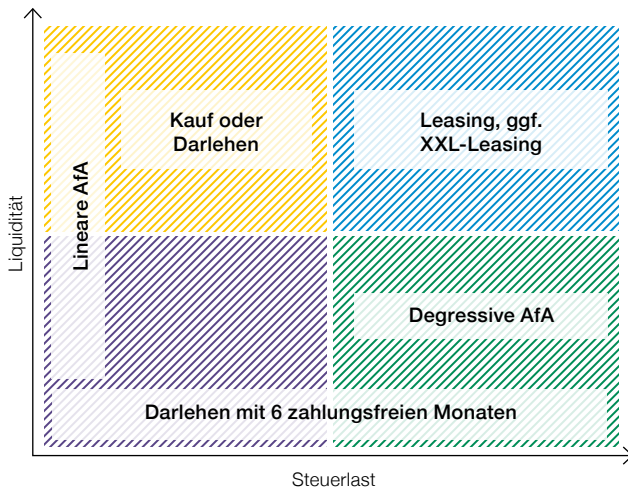 Liquidität
Lineare AfA
Kauf oder
Darlehen
Leasing, ggf.
XXL-Leasing
Degressive AfA
Darlehen mit 6 zahlungsfreien Monaten
Steuerlast